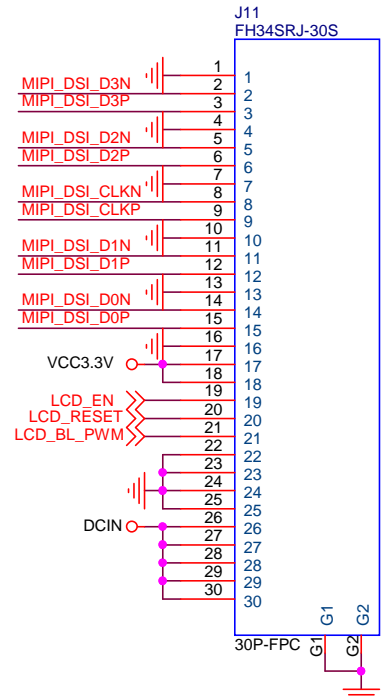 J11
FH34SRJ-30S
1 1
MIPI_DSI_D3N 2 2
MIPI_DSI_D3P 3 3
4 4
MIPI_DSI_D2N 5 5
MIPI_DSI_D2P 6 6
7 7
MIPI_DSI_CLKN 8 8
MIPI_DSI_CLKP 9 9
10 10
MIPI_DSI_D1N 11 11
MIPI_DSI_D1P 12 12
13 13
MIPI_DSI_D0N 14 14
MIPI_DSI_D0P 15 15
16 16
VCC3.3V 17 17
18 18
LCD_EN 19 19
LCD_RESET 20 20
LCD_BL_PWM 21 21
22 22
23 23
24 24
25 25
DCIN 26 26
27 27
28 28
29 29
30 30
G1 G2
30P-FPC G1 G2